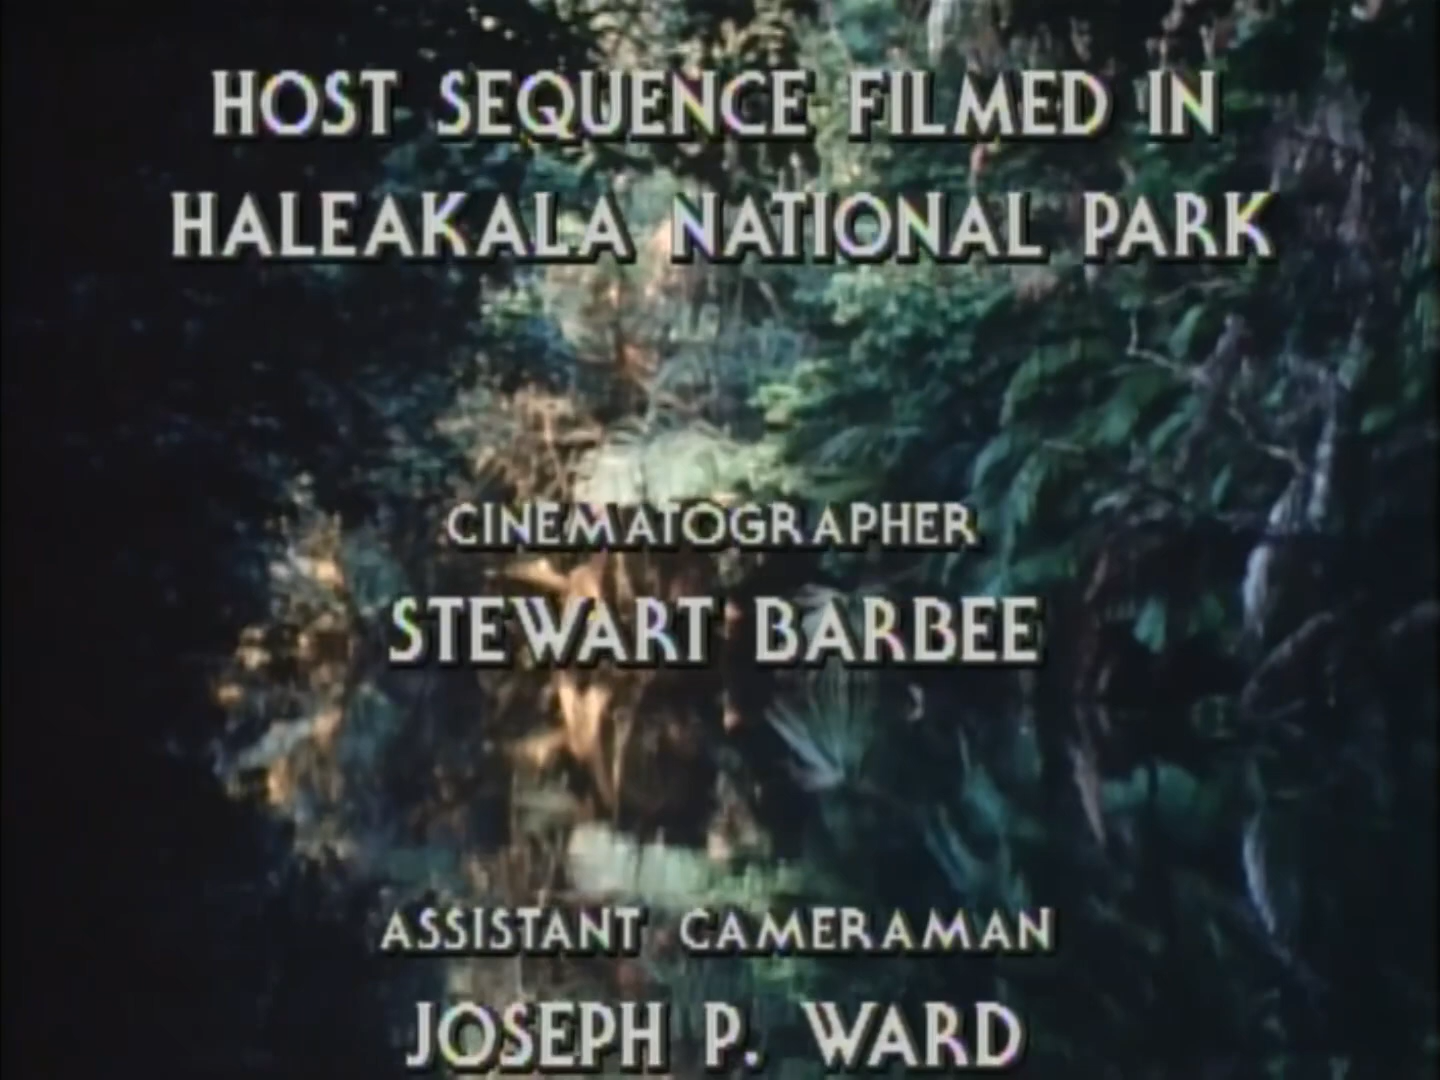 HOST SEQUENCE FILMED IN
HALEAKALA NATIONAL PARK
CINEMATOGRAPHER
STEWART BARBEE
ASSISTANT CAMERAMAN
JOSEPH P. WARD